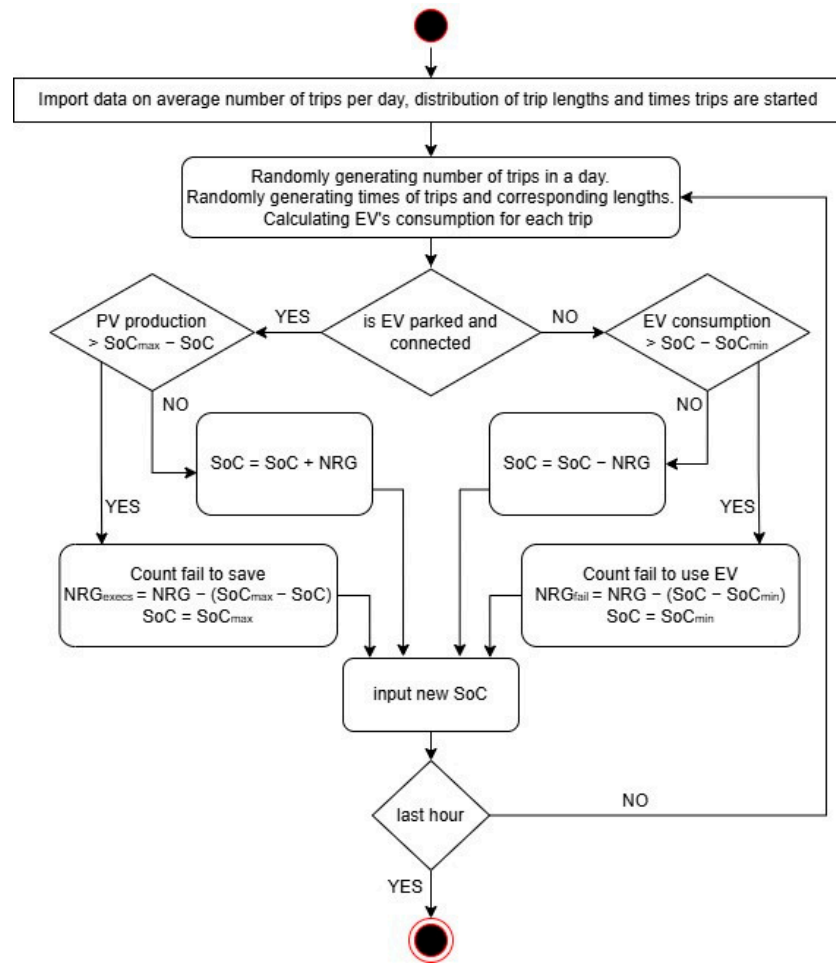 Import data on average number of trips per day, distribution of trip lengths and times trips are started
Randomly generating number of trips in a day.
Randomly generating times of trips and corresponding lengths.
Calculating EV's consumption for each trip
PV production
> SoCmax − SoC
YES
is EV parked and
connected
NO
EV consumption
> SoC − SoCmin
NO
SoC = SoC + NRG
SoC = SoC − NRG
NO
YES
YES
Count fail to save
NRGexecs = NRG − (SoCmax − SoC)
SoC = SoCmax
Count fail to use EV
NRGfail = NRG − (SoC − SoCmin)
SoC = SoCmin
input new SoC
last hour
NO
YES